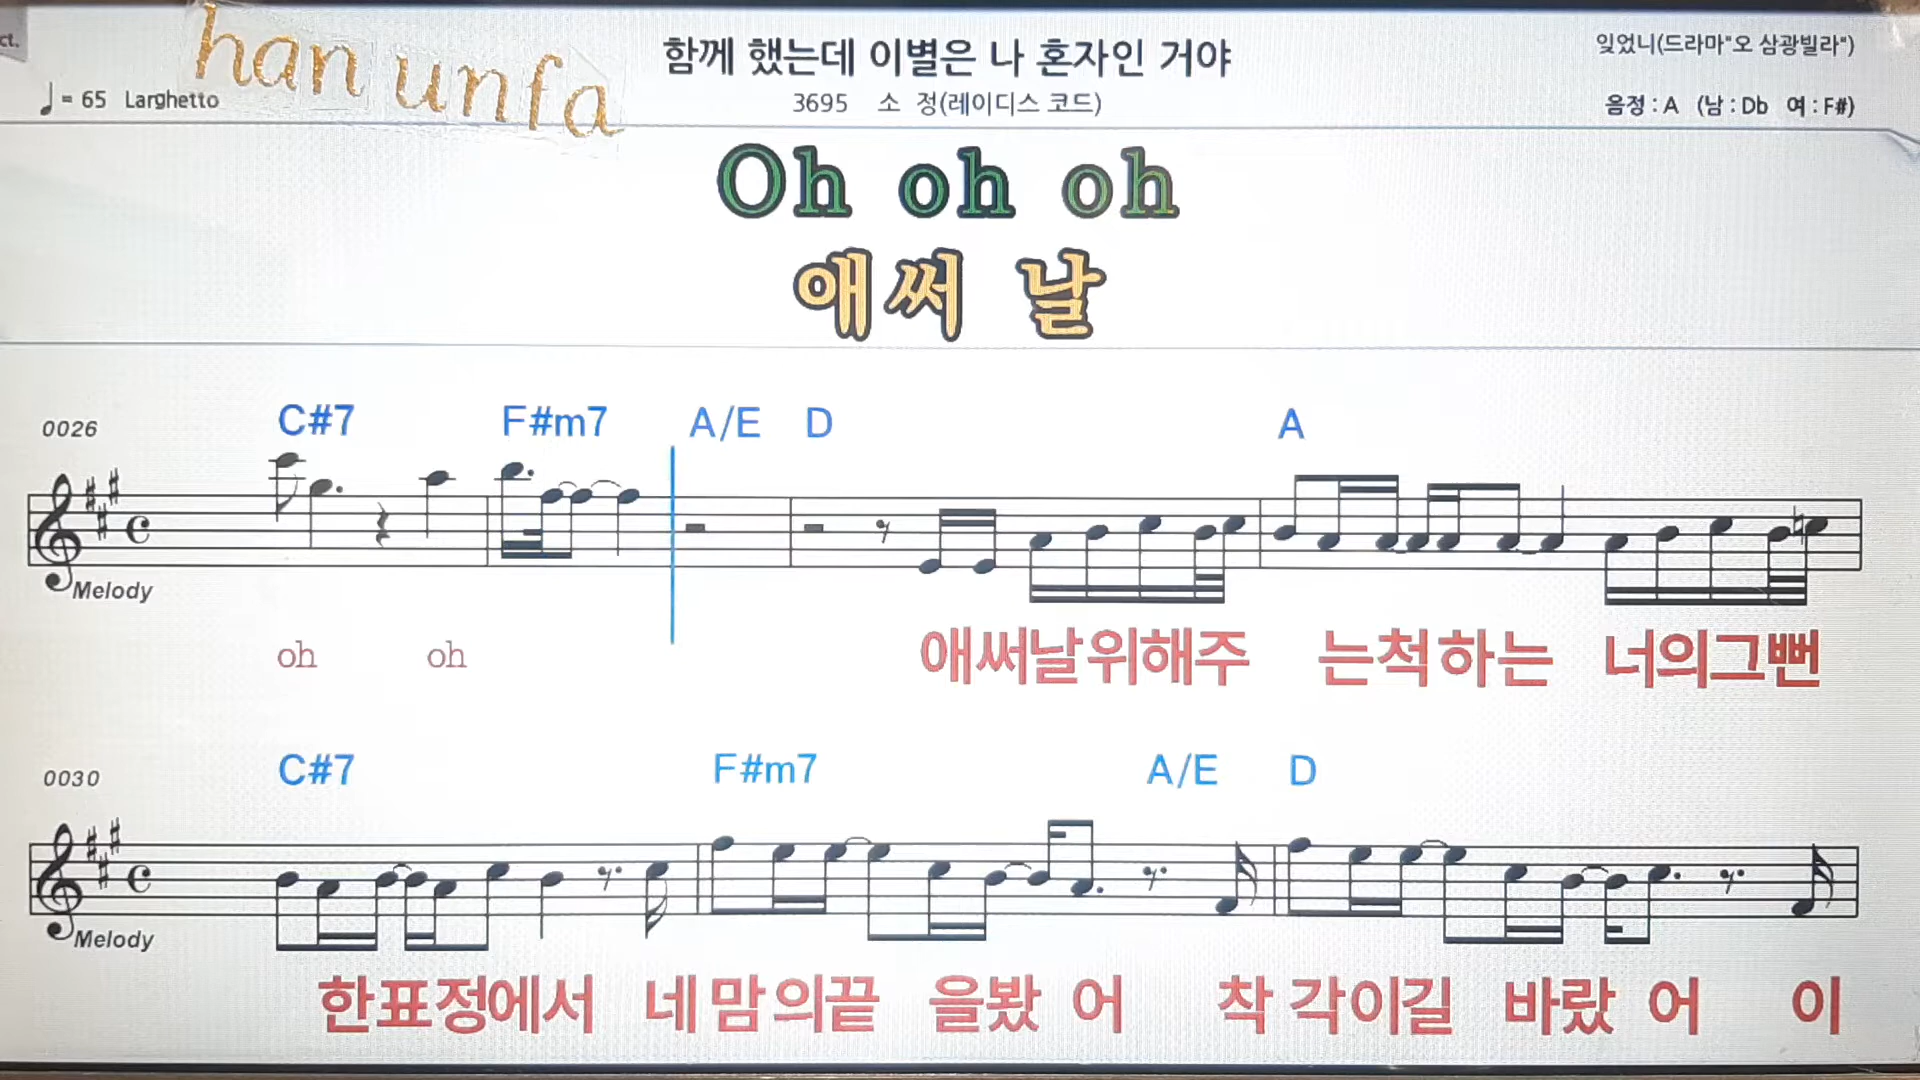 ct.
han unfa
함께 했는데 이별은 나 혼자인 거야
잊었니(드라마"오 삼광빌라")
= 65 Larghetto
3695 소 정(레이디스 코드)
음정 : A (남 : Db 여 : F#)
Oh oh oh
애써 날
0026 C#7 F#m7 A/E D A
Melody
oh oh 애써날위해주 는척하는 너의그뻔
0030 C#7 F#m7 A/E D
Melody
한표정에서 네맘의끝 을봤 어 착 각이길 바랐 어 이